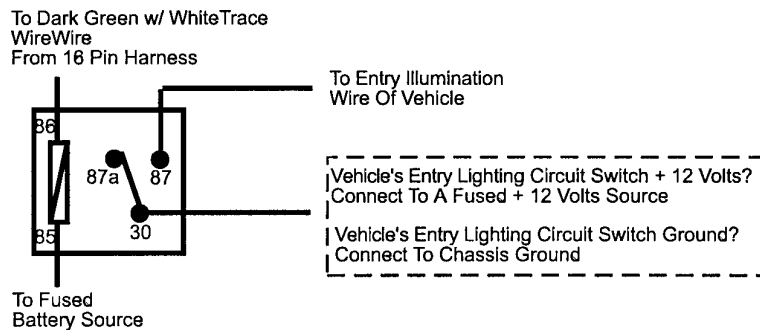 To Dark Green w/ WhiteTrace
WireWire
From 16 Pin Harness
To Entry Illumination
Wire Of Vehicle
86
87a
87
85
30
Vehicle's Entry Lighting Circuit Switch + 12 Volts?
Connect To A Fused + 12 Volts Source
Vehicle's Entry Lighting Circuit Switch Ground?
Connect To Chassis Ground
To Fused
Battery Source